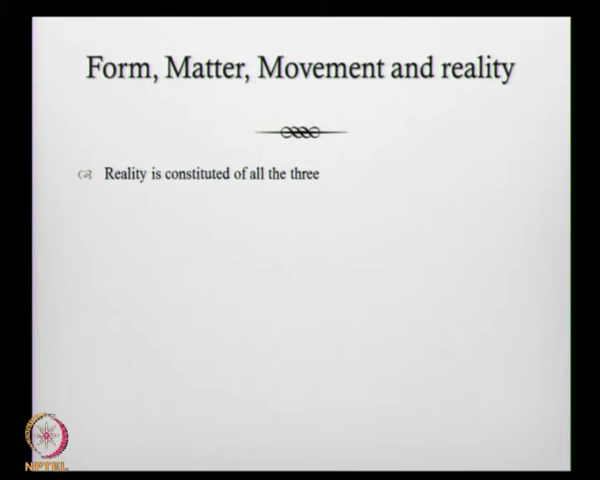 Form, Matter, Movement and reality
Reality is constituted of all the three
NPTEL